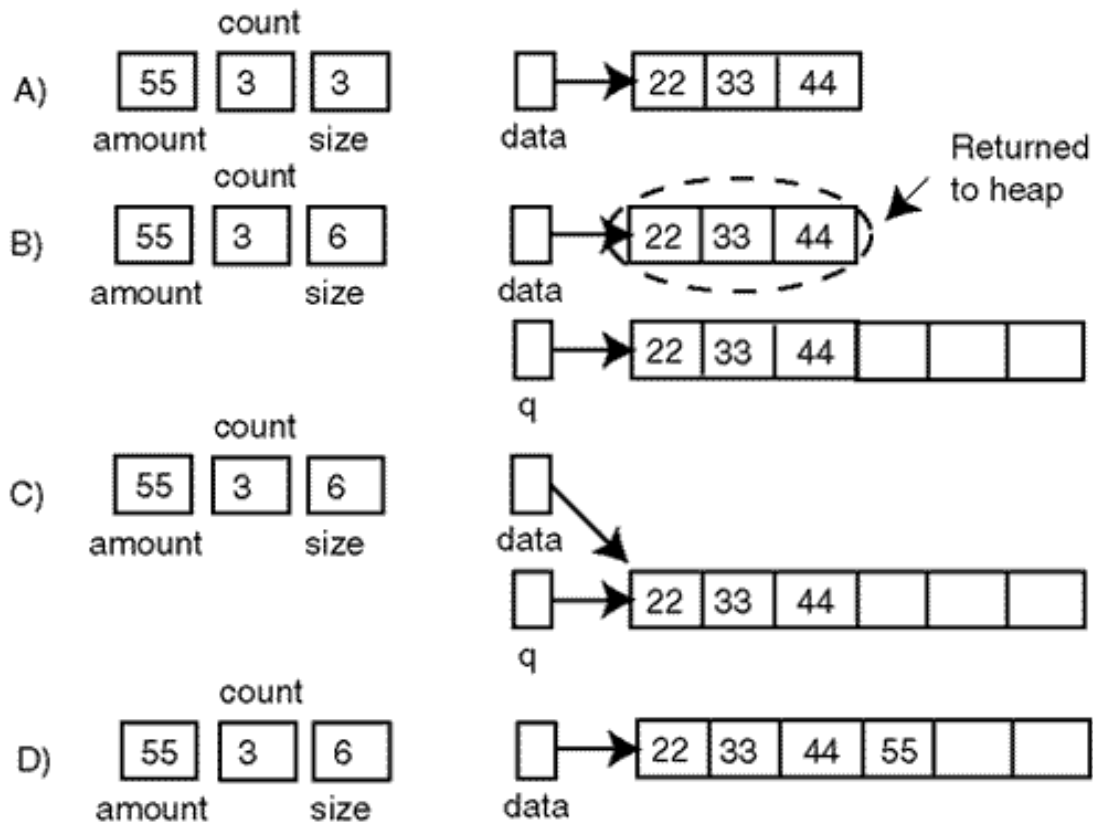 count
A) 55 3 3 22 33 44
amount size data
Returned
to heap
count
B) 55 3 6 22 33 44
amount size data
22 33 44
q
count
C) 55 3 6
amount size data
22 33 44
q
count
D) 55 3 6 22 33 44 55
amount size data